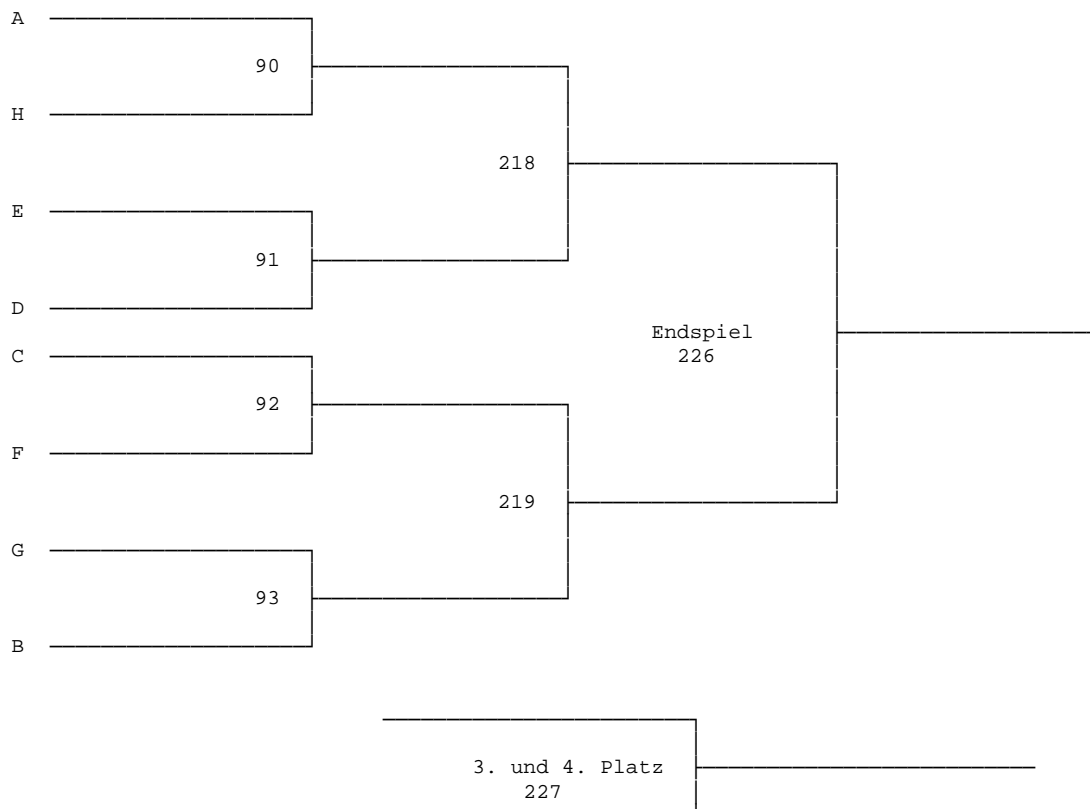 A
90
H
218
E
91
D
Endspiel
226
C
92
F
219
G
93
B
3. und 4. Platz
227